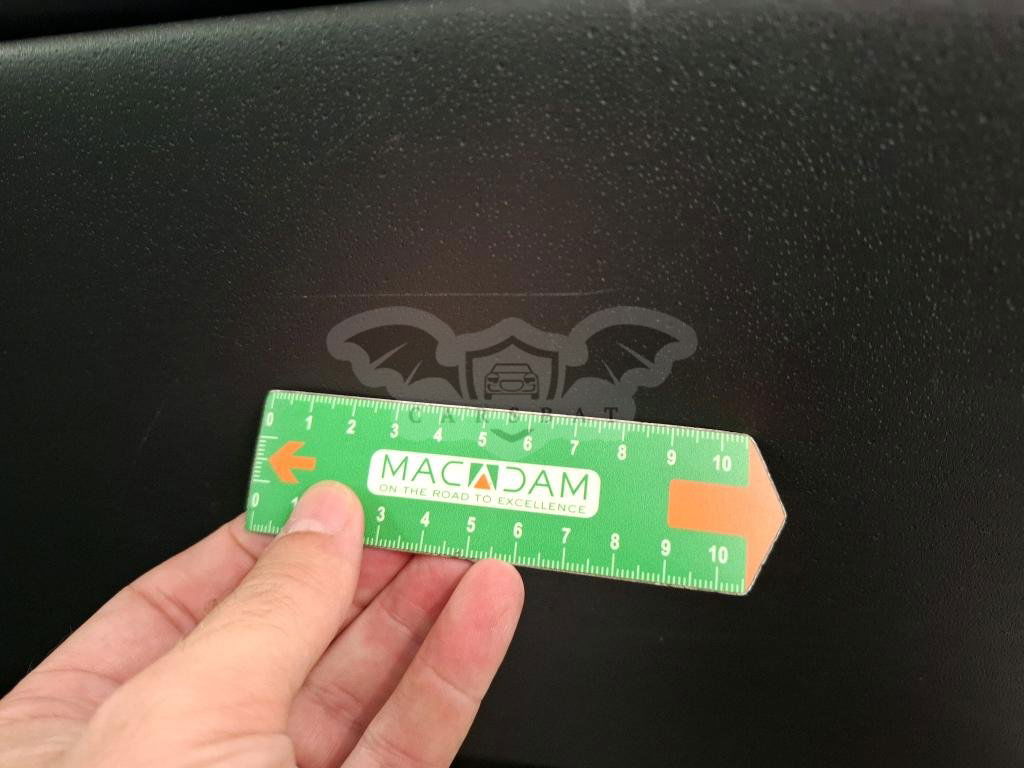 CARSBAT
0 1 2 3 4 5 6 7 8 9 10
MACADAM
ON THE ROAD TO EXCELLENCE
0 1 3 4 5 6 7 8 9 10